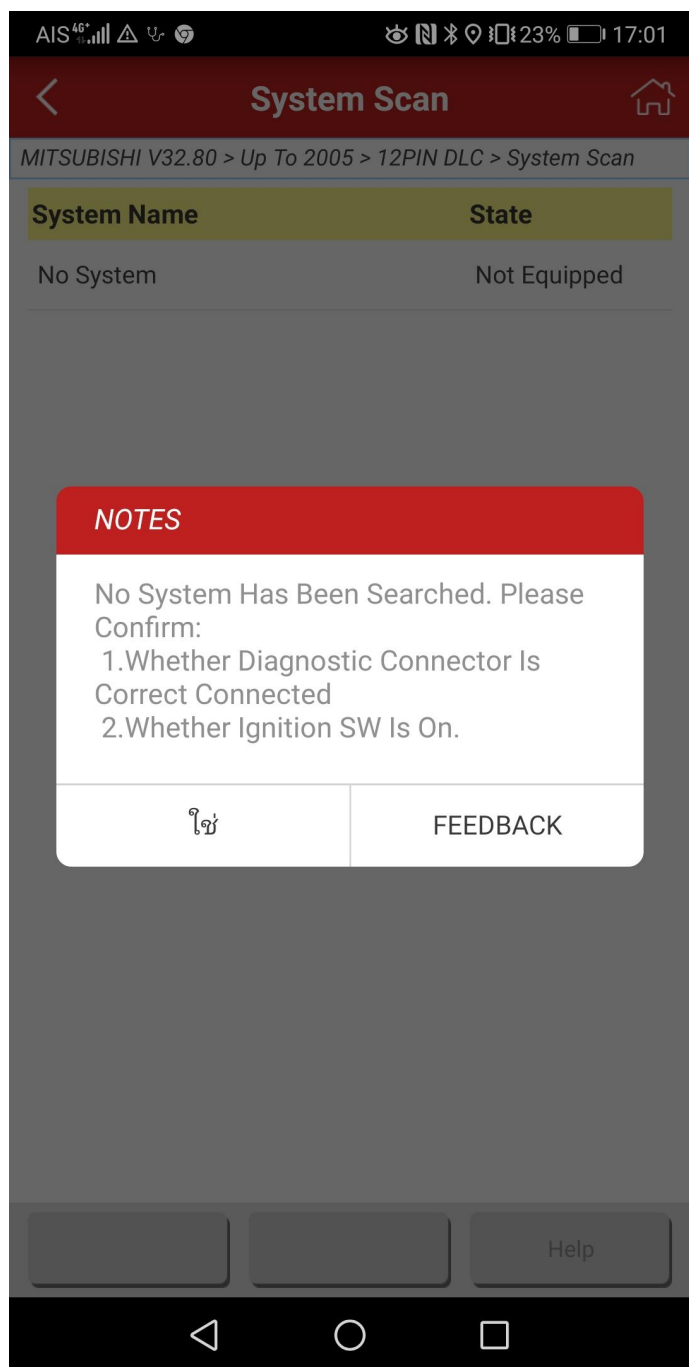 AIS 4G+ 23% 17:01
System Scan
MITSUBISHI V32.80 > Up To 2005 > 12PIN DLC > System Scan
System Name State
No System Not Equipped
NOTES
No System Has Been Searched. Please
Confirm:
1.Whether Diagnostic Connector Is
Correct Connected
2.Whether Ignition SW Is On.
ใช่ FEEDBACK
Help